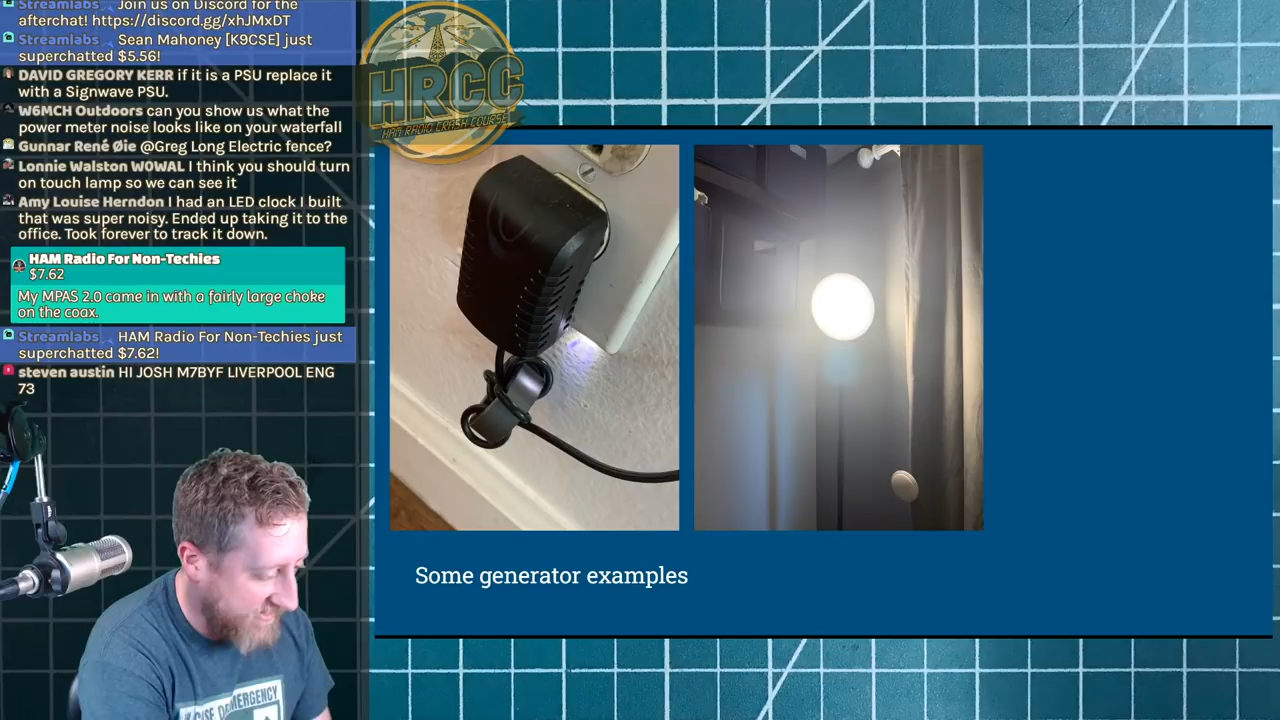 Streamlabs Join us on Discord for the
afterchat! https://discord.gg/xhJMxDT
Streamlabs Sean Mahoney [K9CSE] just
superchatted $5.56!
DAVID GREGORY KERR if it is a PSU replace it
with a Signwave PSU.
W6MCH Outdoors can you show us what the
power meter noise looks like on your waterfall
Gunnar René Øie @Greg Long Electric fence?
Lonnie Walston W0WAL I think you should turn
on touch lamp so we can see it
Amy Louise Herndon I had an LED clock I built
that was super noisy. Ended up taking it to the
office. Took forever to track it down.
HAM Radio For Non-Techies
$7.62
My MPAS 2.0 came in with a fairly large choke
on the coax.
Streamlabs HAM Radio For Non-Techies just
superchatted $7.62!
steven austin HI JOSH M7BYF LIVERPOOL ENG
73
HRCC
HAM RADIO CRASH COURSE
Some generator examples
EMERGENCY